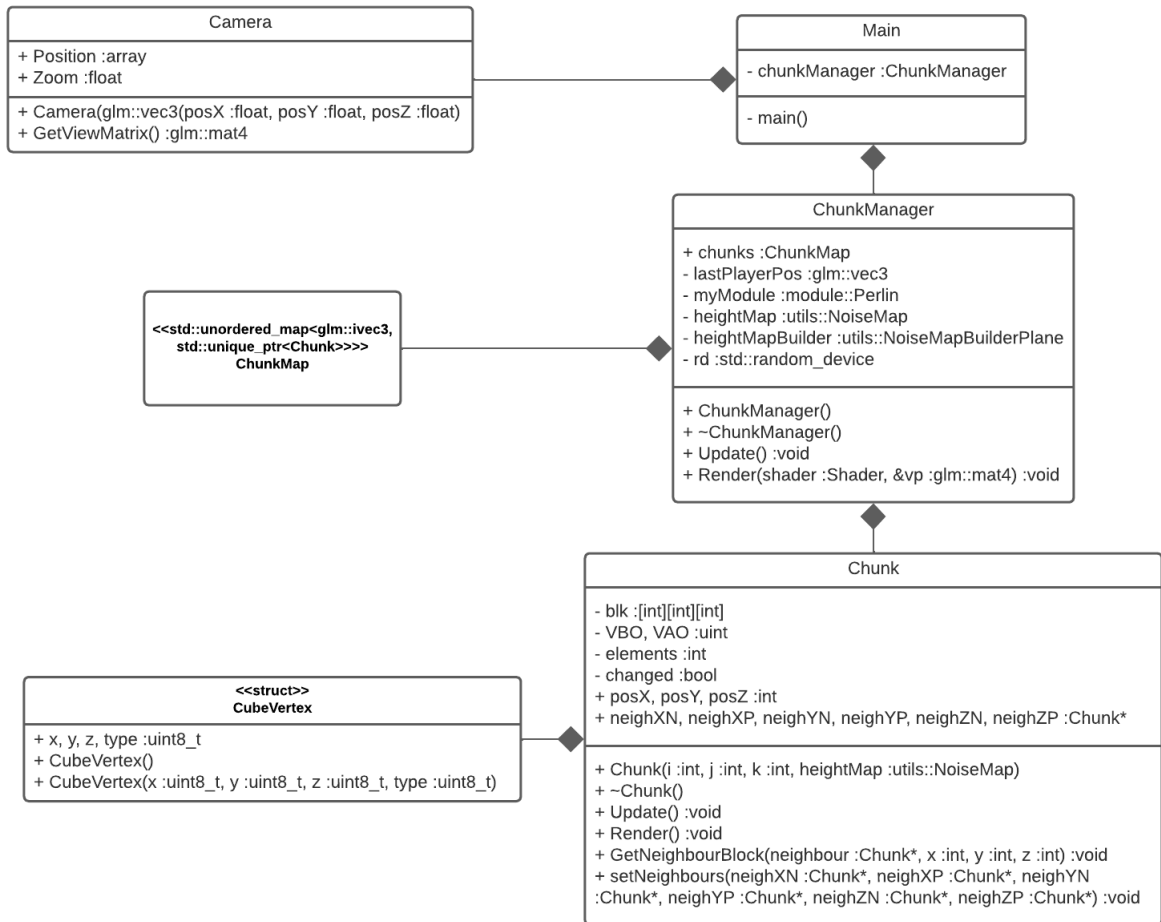 Camera
+ Position :array
+ Zoom :float
+ Camera(glm::vec3(posX :float, posY :float, posZ :float)
+ GetViewMatrix() :glm::mat4
Main
- chunkManager :ChunkManager
- main()
ChunkManager
+ chunks :ChunkMap
- lastPlayerPos :glm::vec3
- myModule :module::Perlin
- heightMap :utils::NoiseMap
- heightMapBuilder :utils::NoiseMapBuilderPlane
- rd :std::random_device
+ ChunkManager()
+ ~ChunkManager()
+ Update() :void
+ Render(shader :Shader, &vp :glm::mat4) :void
<<std::unordered_map<glm::ivec3,
std::unique_ptr<Chunk>>>>
ChunkMap
Chunk
- blk :[int][int][int]
- VBO, VAO :uint
- elements :int
- changed :bool
+ posX, posY, posZ :int
+ neighXN, neighXP, neighYN, neighYP, neighZN, neighZP :Chunk*
+ Chunk(i :int, j :int, k :int, heightMap :utils::NoiseMap)
+ ~Chunk()
+ Update() :void
+ Render() :void
+ GetNeighbourBlock(neighbour :Chunk*, x :int, y :int, z :int) :void
+ setNeighbours(neighXN :Chunk*, neighXP :Chunk*, neighYN
:Chunk*, neighYP :Chunk*, neighZN :Chunk*, neighZP :Chunk*) :void
<<struct>>
CubeVertex
+ x, y, z, type :uint8_t
+ CubeVertex()
+ CubeVertex(x :uint8_t, y :uint8_t, z :uint8_t, type :uint8_t)